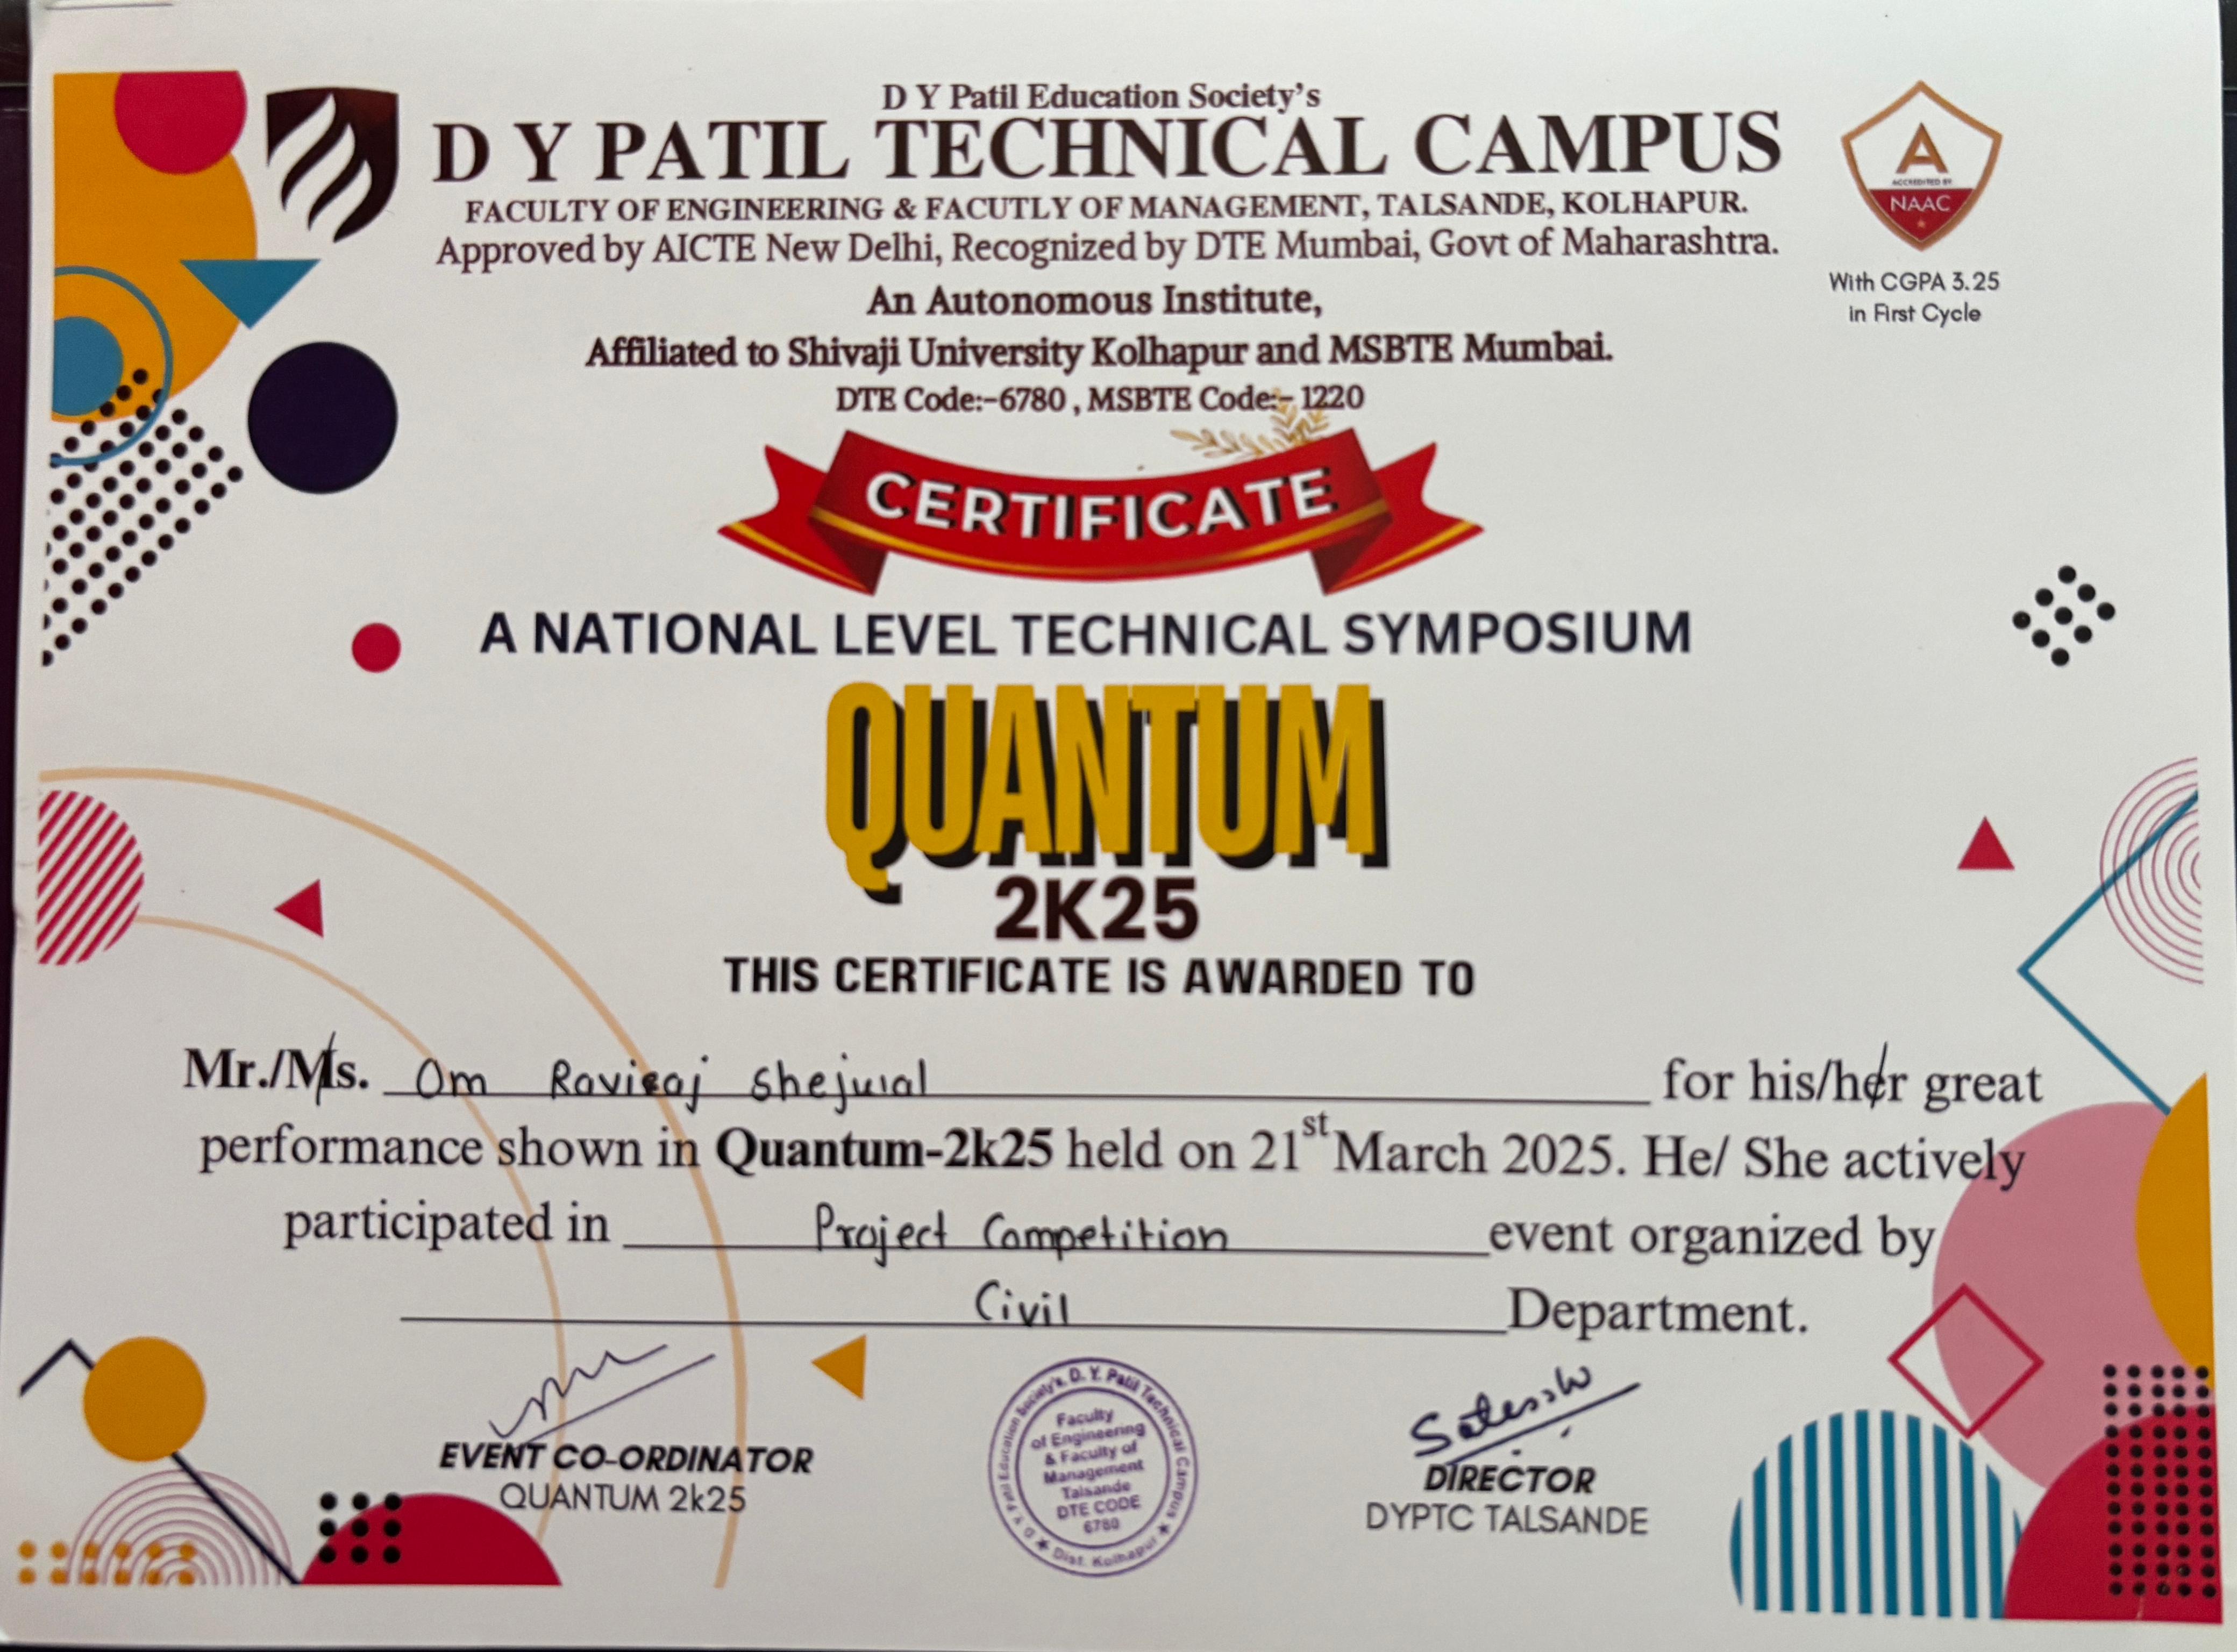 D Y Patil Education Society's
D Y PATIL TECHNICAL CAMPUS
FACULTY OF ENGINEERING & FACUTLY OF MANAGEMENT, TALSANDE, KOLHAPUR.
Approved by AICTE New Delhi, Recognized by DTE Mumbai, Govt of Maharashtra.
An Autonomous Institute,
Affiliated to Shivaji University Kolhapur and MSBTE Mumbai.
DTE Code:-6780 , MSBTE Code:- 1220
A
ACCREDITED BY
NAAC
With CGPA 3.25
in First Cycle
CERTIFICATE
A NATIONAL LEVEL TECHNICAL SYMPOSIUM
QUANTUM
2K25
THIS CERTIFICATE IS AWARDED TO
Mr./Ms. Om Raviraj Shejwal for his/her great
performance shown in Quantum-2k25 held on 21st March 2025. He/ She actively
participated in Project Competition event organized by
Civil Department.
EVENT CO-ORDINATOR
QUANTUM 2k25
D Y Patil Education Society's. D. Y. Patil Technical Campus ★ Dist. Kolhapur ★
Faculty
of Engineering
& Faculty of
Management
Talsande
DTE CODE
6780
DIRECTOR
DYPTC TALSANDE